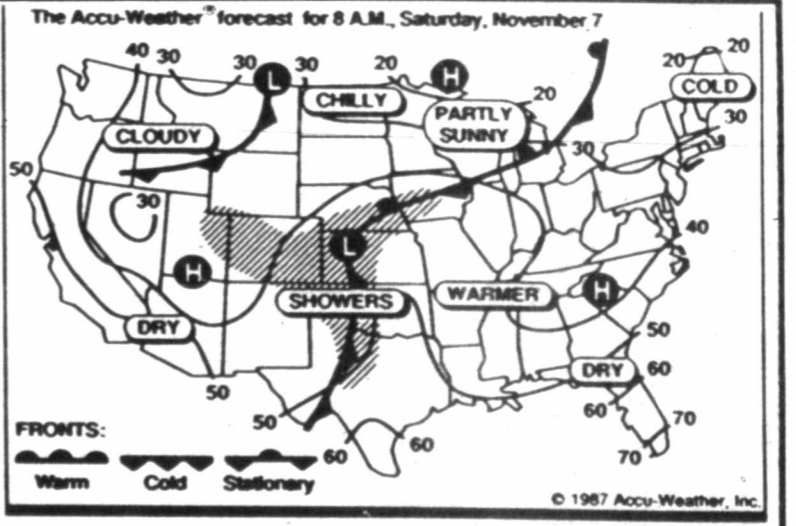 The Accu-Weather® forecast for 8 A.M., Saturday, November 7
40 30 30 L 30 20 H 20 20
CHILLY
COLD
PARTLY
SUNNY
20
CLOUDY
30
30
50
30
L
40
H
SHOWERS
WARMER
H
DRY
50
DRY
60
50
50
60
70
60
60
70
FRONTS:
Warm
Cold
Stationary
© 1987 Accu-Weather, Inc.